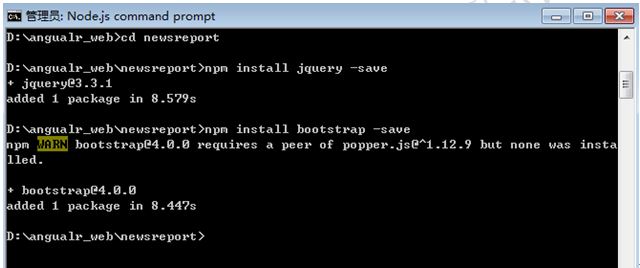 管理员: Node.js command prompt
D:\angualr_web>cd newsreport
D:\angualr_web\newsreport>npm install jquery -save
+ jquery@3.3.1
added 1 package in 8.579s
D:\angualr_web\newsreport>npm install bootstrap -save
npm WARN bootstrap@4.0.0 requires a peer of popper.js@^1.12.9 but none was insta
lled.
+ bootstrap@4.0.0
added 1 package in 8.447s
D:\angualr_web\newsreport>